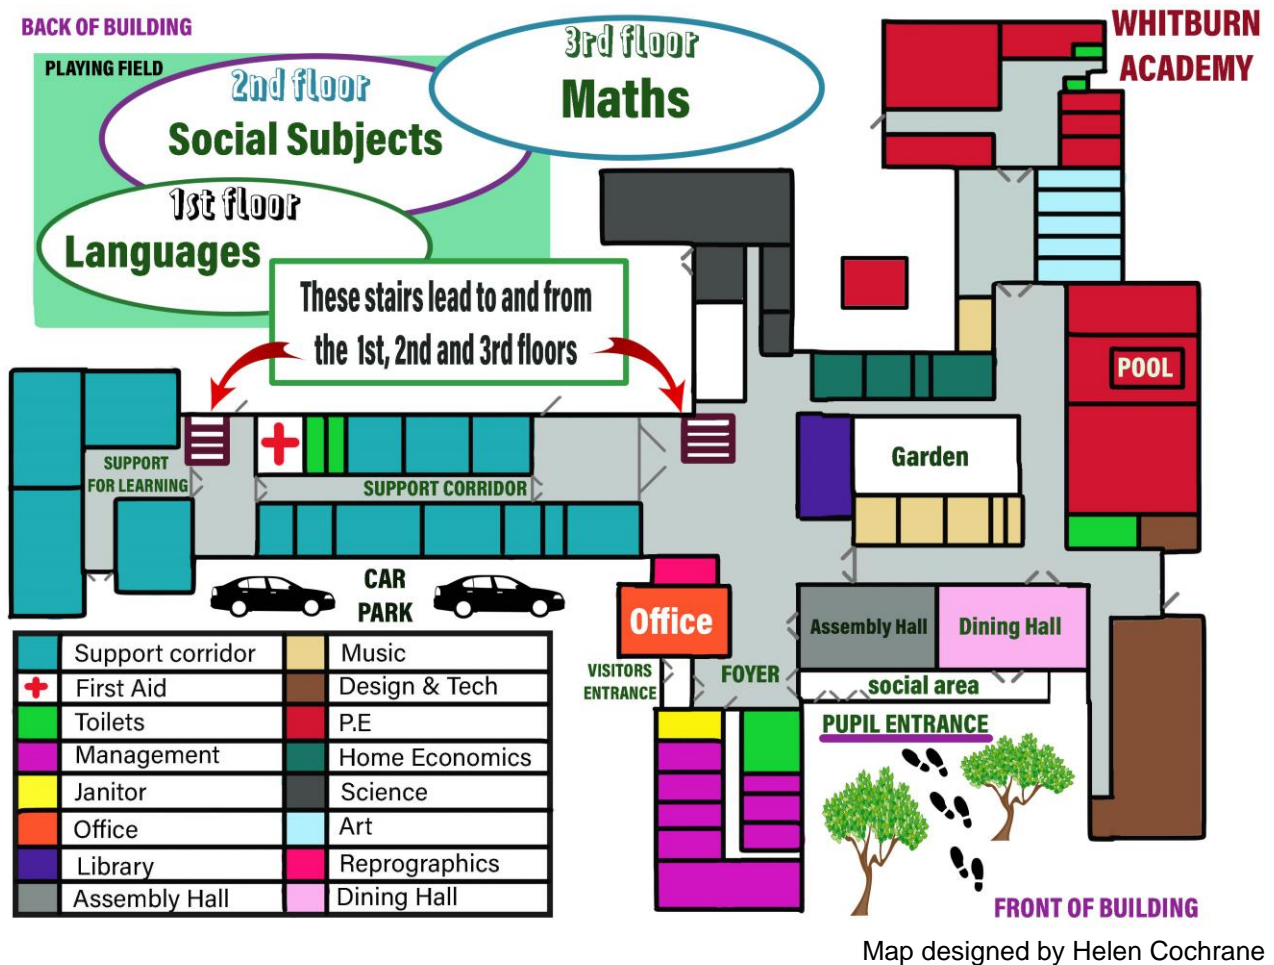 BACK OF BUILDING
PLAYING FIELD
2nd floor
Social Subjects
3rd floor
Maths
WHITBURN
ACADEMY
1st floor
Languages
These stairs lead to and from
the 1st, 2nd and 3rd floors
POOL
SUPPORT
FOR LEARNING
SUPPORT CORRIDOR
Garden
CAR
PARK
Office
Assembly Hall
Dining Hall
VISITORS
ENTRANCE
FOYER
social area
PUPIL ENTRANCE
Support corridor
Music
First Aid
Design & Tech
Toilets
P.E
Management
Home Economics
Janitor
Science
Office
Art
Library
Reprographics
Assembly Hall
Dining Hall
FRONT OF BUILDING
Map designed by Helen Cochrane